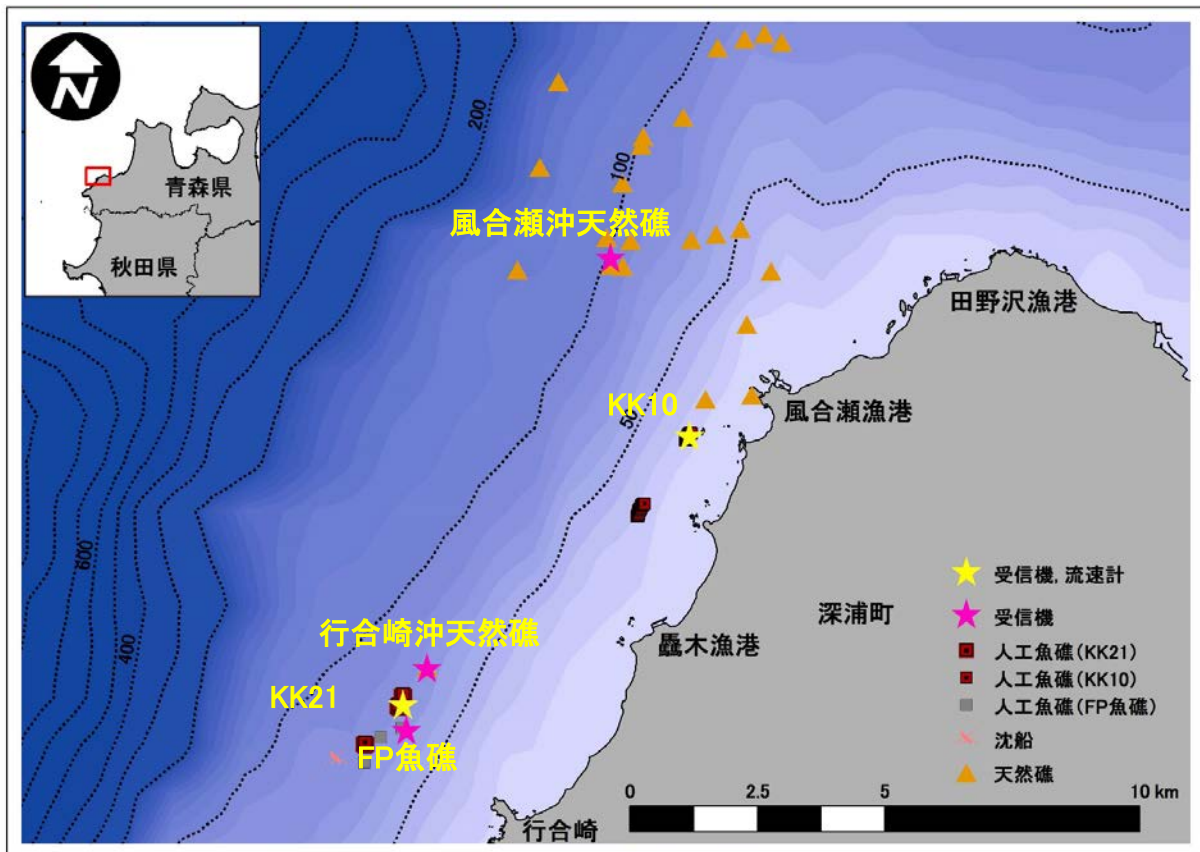 N
青森県
秋田県
200
100
風合瀬沖天然礁
田野沢漁港
KK10
50
風合瀬漁港
600
400
深浦町
轟木漁港
行合崎沖天然礁
KK21
FP魚礁
行合崎
受信機, 流速計
受信機
人工魚礁(KK21)
人工魚礁(KK10)
人工魚礁(FP魚礁)
沈船
天然礁
0 2.5 5 10 km